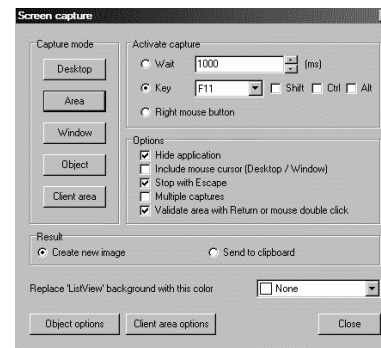 Screen capture
Capture mode
Desktop
Area
Window
Object
Client area
Activate capture
Wait 1000 (ms)
Key F11 Shift Ctrl Alt
Right mouse button
Options
Hide application
Include mouse cursor (Desktop / Window)
Stop with Escape
Multiple captures
Validate area with Return or mouse double click
Result
Create new image Send to clipboard
Replace 'ListView' background with this color None
Object options Client area options Close